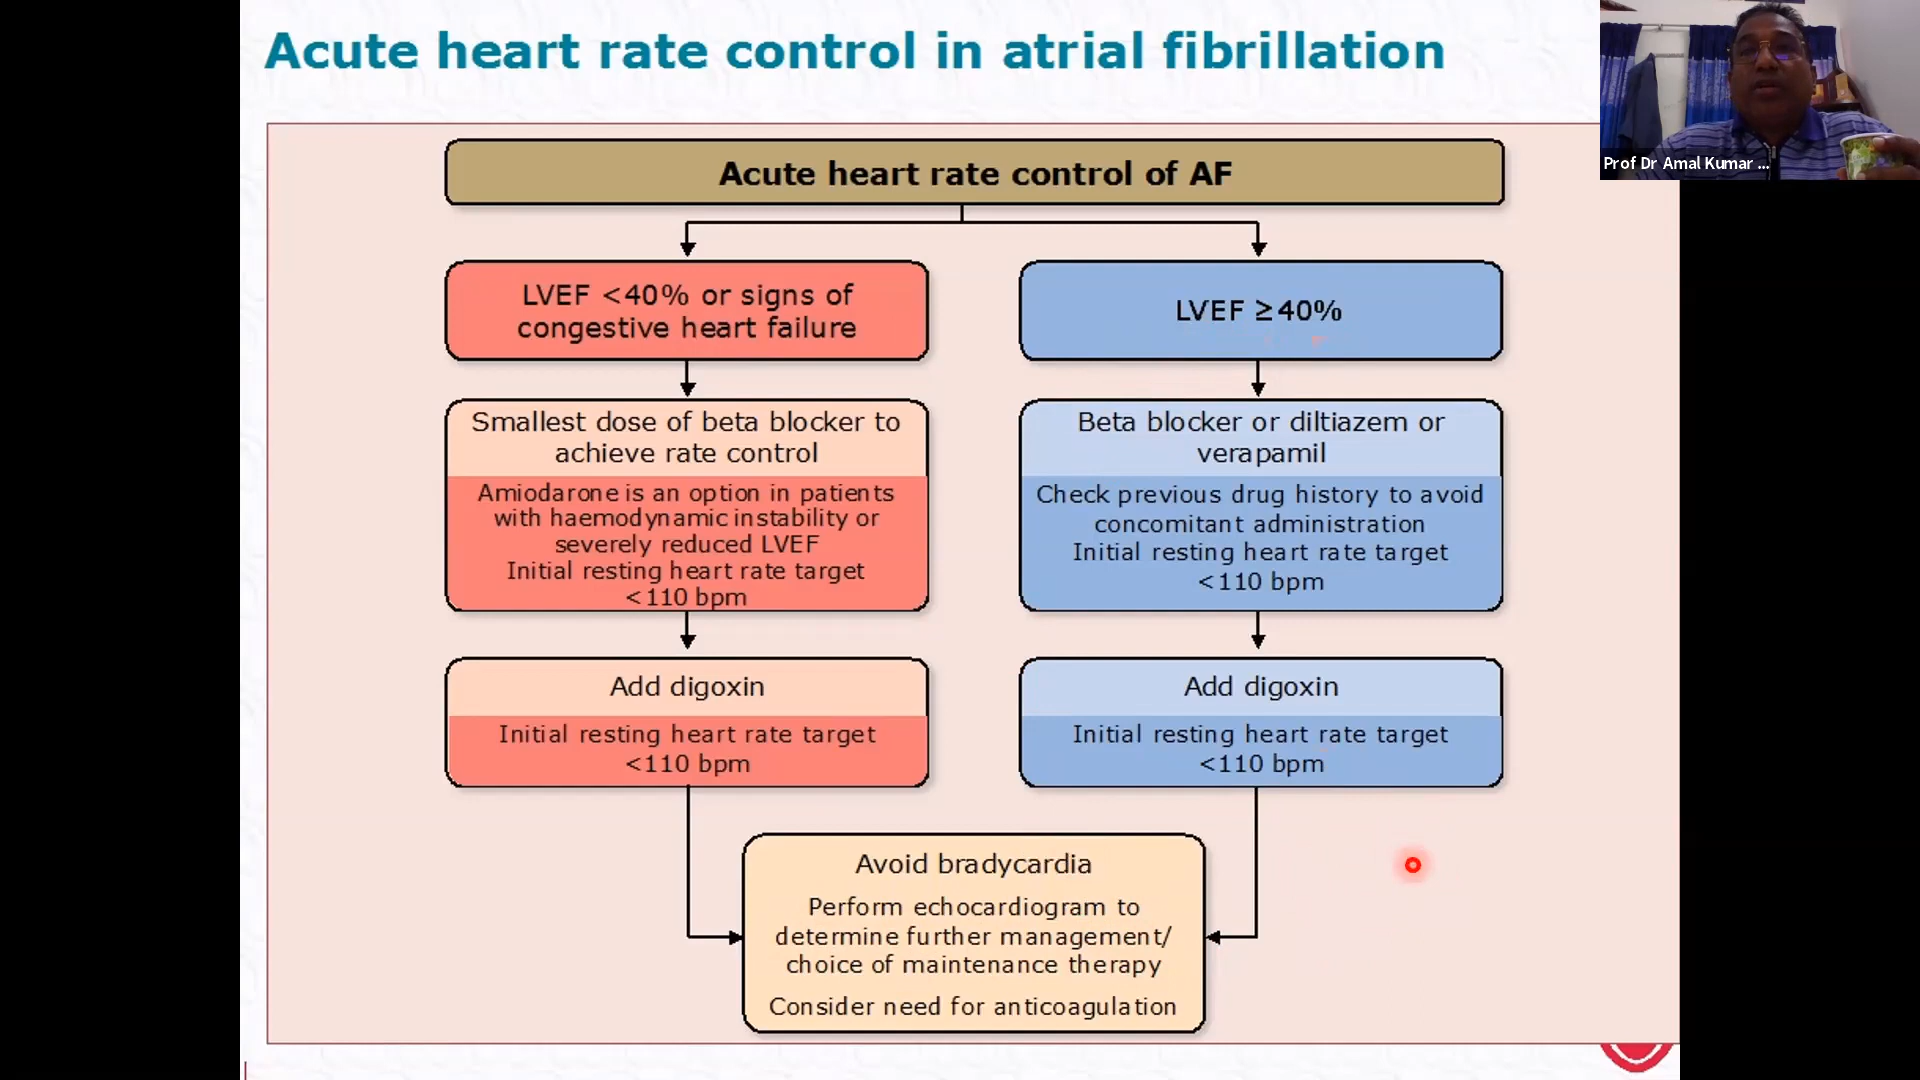 Acute heart rate control in atrial fibrillation
Prof Dr Amal Kumar ...
Acute heart rate control of AF
LVEF <40% or signs of
congestive heart failure
LVEF ≥40%
Smallest dose of beta blocker to
achieve rate control
Amiodarone is an option in patients
with haemodynamic instability or
severely reduced LVEF
Initial resting heart rate target
<110 bpm
Beta blocker or diltiazem or
verapamil
Check previous drug history to avoid
concomitant administration
Initial resting heart rate target
<110 bpm
Add digoxin
Initial resting heart rate target
<110 bpm
Add digoxin
Initial resting heart rate target
<110 bpm
Avoid bradycardia
Perform echocardiogram to
determine further management/
choice of maintenance therapy
Consider need for anticoagulation